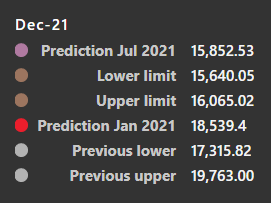 Dec-21
Prediction Jul 2021 15,852.53
Lower limit 15,640.05
Upper limit 16,065.02
Prediction Jan 2021 18,539.4
Previous lower 17,315.82
Previous upper 19,763.00